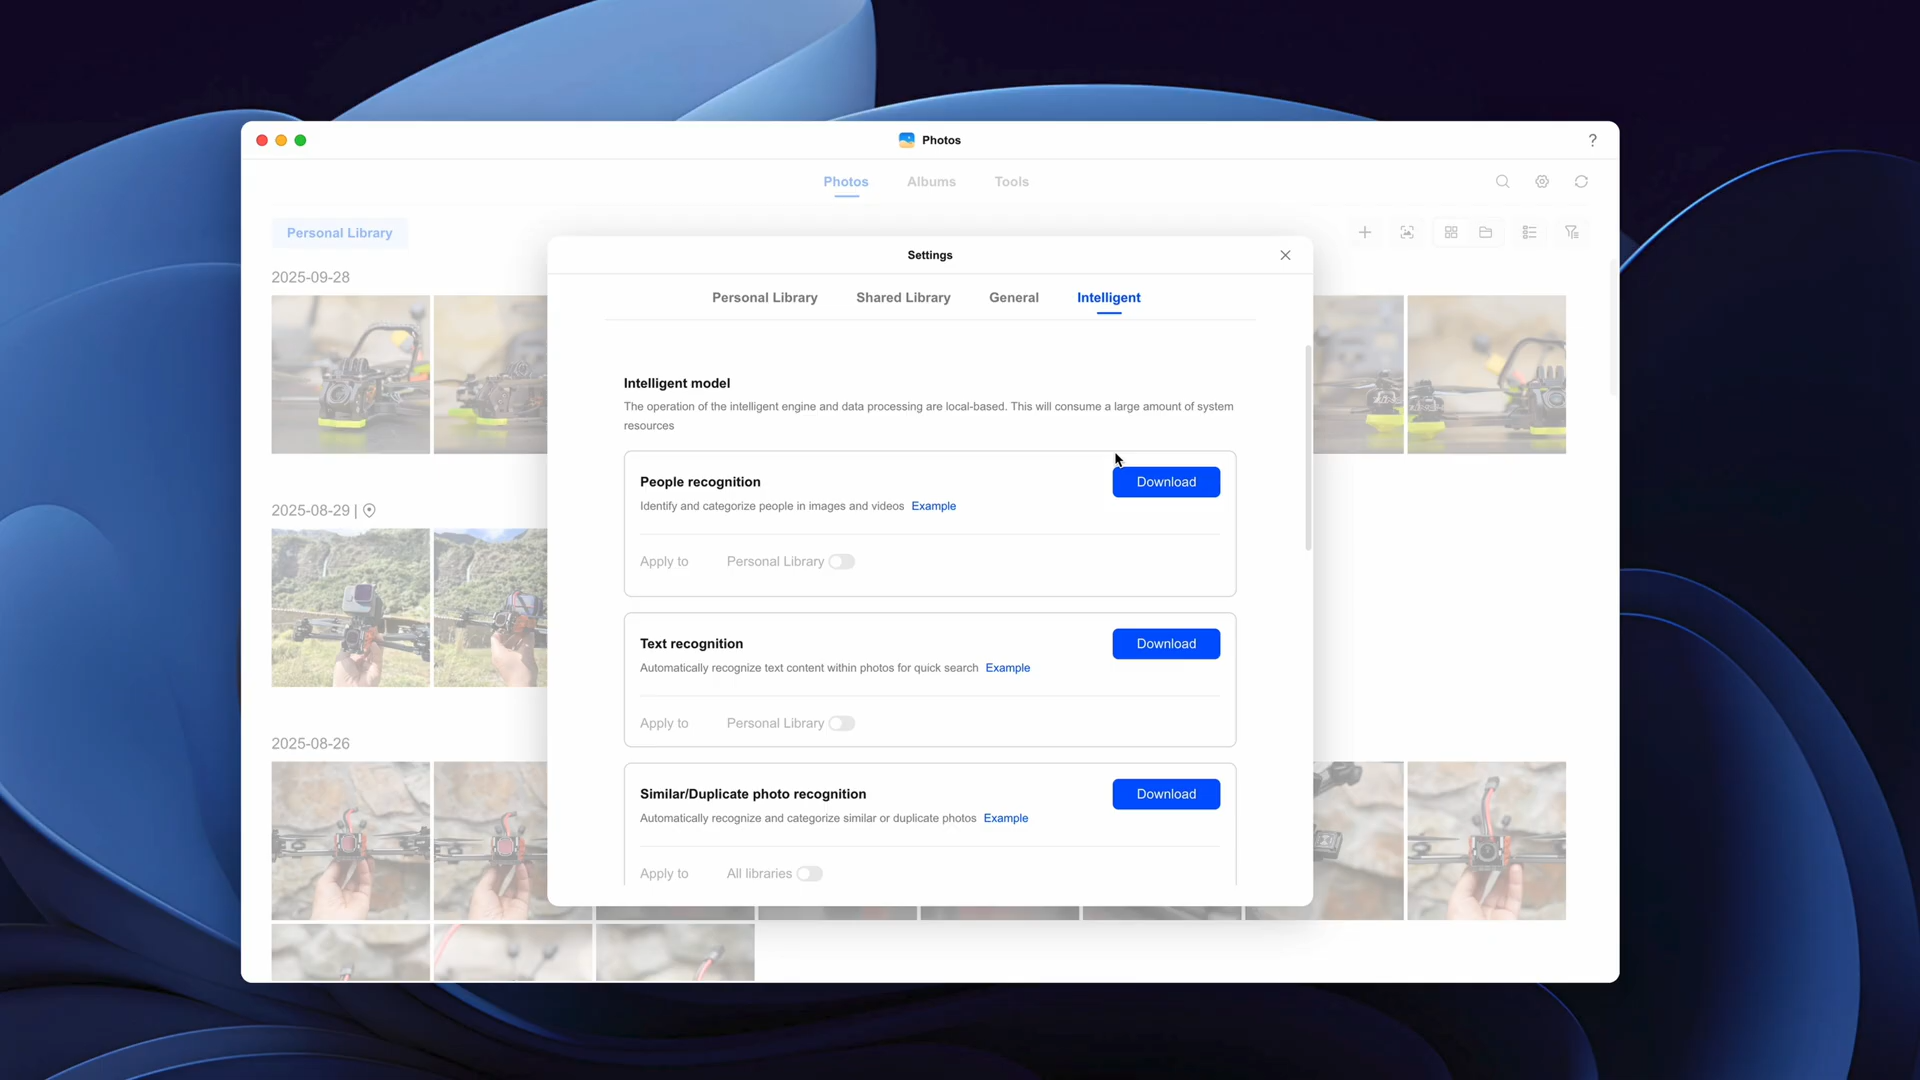 Photos
?
Photos
Albums
Tools
Personal Library
2025-09-28
Settings
Personal Library
Shared Library
General
Intelligent
Intelligent model
The operation of the intelligent engine and data processing are local-based. This will consume a large amount of system
resources
People recognition
Download
Identify and categorize people in images and videos Example
Apply to
Personal Library
2025-08-29 |
Text recognition
Download
Automatically recognize text content within photos for quick search Example
Apply to
Personal Library
2025-08-26
Similar/Duplicate photo recognition
Download
Automatically recognize and categorize similar or duplicate photos Example
Apply to
All libraries